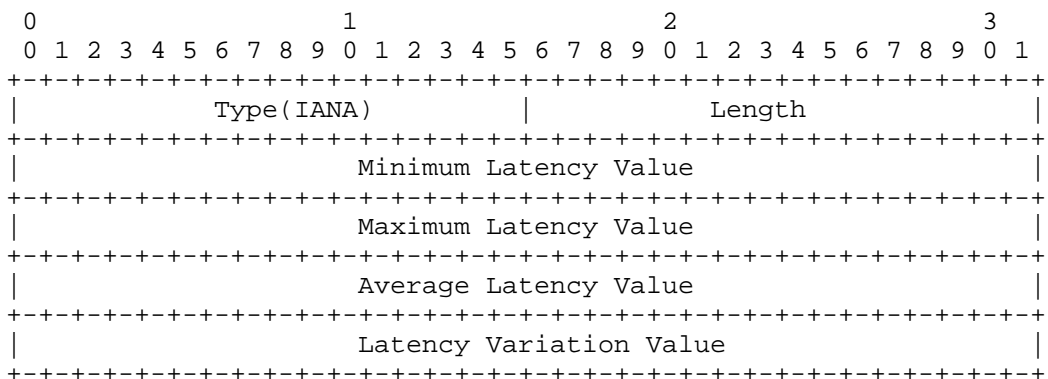 0                   1                   2                   3
 0 1 2 3 4 5 6 7 8 9 0 1 2 3 4 5 6 7 8 9 0 1 2 3 4 5 6 7 8 9 0 1
+-+-+-+-+-+-+-+-+-+-+-+-+-+-+-+-+-+-+-+-+-+-+-+-+-+-+-+-+-+-+-+-+
|            Type(IANA)         |           Length              |
+-+-+-+-+-+-+-+-+-+-+-+-+-+-+-+-+-+-+-+-+-+-+-+-+-+-+-+-+-+-+-+-+
|                     Minimum Latency Value                     |
+-+-+-+-+-+-+-+-+-+-+-+-+-+-+-+-+-+-+-+-+-+-+-+-+-+-+-+-+-+-+-+-+
|                     Maximum Latency Value                     |
+-+-+-+-+-+-+-+-+-+-+-+-+-+-+-+-+-+-+-+-+-+-+-+-+-+-+-+-+-+-+-+-+
|                     Average Latency Value                     |
+-+-+-+-+-+-+-+-+-+-+-+-+-+-+-+-+-+-+-+-+-+-+-+-+-+-+-+-+-+-+-+-+
|                     Latency Variation Value                   |
+-+-+-+-+-+-+-+-+-+-+-+-+-+-+-+-+-+-+-+-+-+-+-+-+-+-+-+-+-+-+-+-+